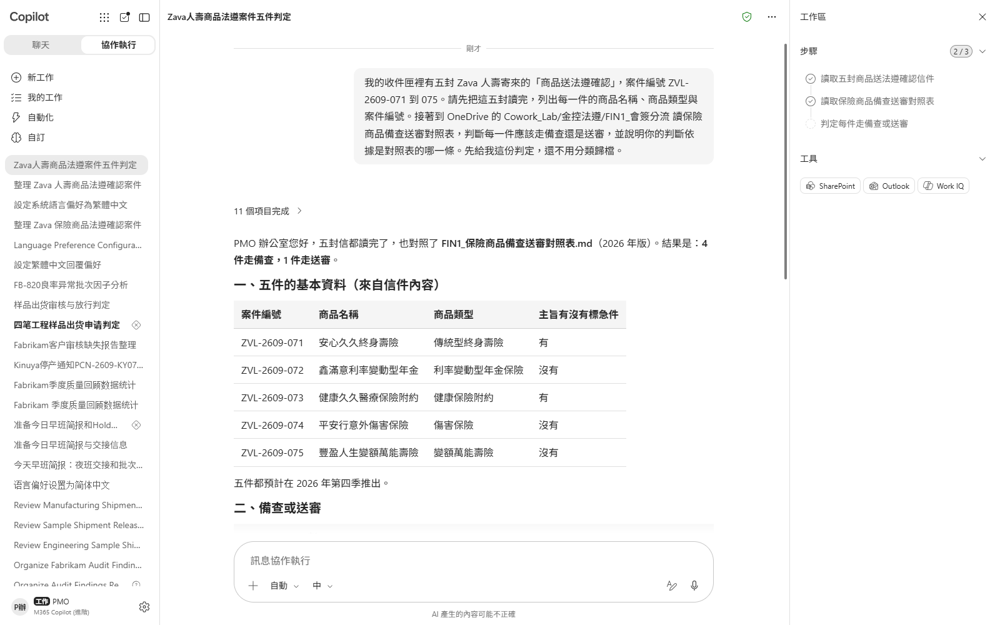 Copilot
聊天
協作執行
新工作
我的工作
自動化
自訂
Zava人壽商品法遵案件五件判定
整理 Zava 人壽商品法遵確認案件
設定系統語言偏好為繁體中文
整理 Zava 保險商品法遵確認案件
Language Preference Configura...
設定繁體中文回覆偏好
FB-820良率异常批次因子分析
样品出货审核与放行判定
四笔工程样品出货申请判定
Fabrikam客户审核缺失报告整理
Kinuya停产通知PCN-2609-KY07...
Fabrikam季度质量回顾数据统计
Fabrikam 季度质量回顾数据统计
准备今日早班简报和Hold...
准备今日早班简报与交接信息
今天早班简报：夜班交接和批次...
语言偏好设置为简体中文
Review Manufacturing Shipmen...
Review Sample Shipment Releas...
Review Engineering Sample Shi...
Organize Fabrikam Audit Findin...
Organize Audit Findings Re...
P辦
工作 PMO
M365 Copilot (進階)
Zava人壽商品法遵案件五件判定
剛才
我的收件匣裡有五封 Zava 人壽寄來的「商品送法遵確認」，案件編號 ZVL-
2609-071 到 075。請先把這五封讀完，列出每一件的商品名稱、商品類型與
案件編號。接著到 OneDrive 的 Cowork_Lab/金控法遵/FIN1_會簽分流 讀保險
商品備查送審對照表，判斷每一件應該走備查還是送審，並說明你的判斷依
據是對照表的哪一條。先給我這份判定，還不用分類歸檔。
11 個項目完成
PMO 辦公室您好，五封信都讀完了，也對照了 FIN1_保險商品備查送審對照表.md（2026 年版）。結果是：4
件走備查，1 件走送審。
一、五件的基本資料（來自信件內容）
案件編號 商品名稱 商品類型 主旨有沒有標急件
ZVL-2609-071 安心久久終身壽險 傳統型終身壽險 有
ZVL-2609-072 鑫滿意利率變動型年金 利率變動型年金保險 沒有
ZVL-2609-073 健康久久醫療保險附約 健康保險附約 有
ZVL-2609-074 平安行意外傷害保險 傷害保險 沒有
ZVL-2609-075 豐盈人生變額萬能壽險 變額萬能壽險 沒有
五件都預計在 2026 年第四季推出。
二、備查或送審
訊息協作執行
自動 中
AI 產生的內容可能不正確
工作區
步驟 2 / 3
讀取五封商品送法遵確認信件
讀取保險商品備查送審對照表
判定每件走備查或送審
工具
SharePoint Outlook Work IQ